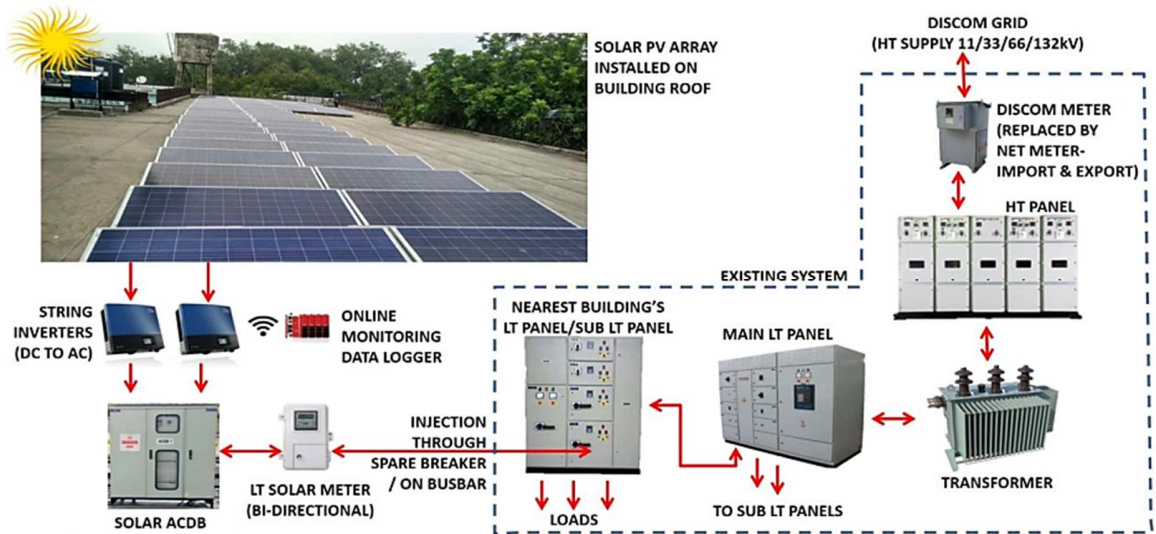 SOLAR PV ARRAY
INSTALLED ON
BUILDING ROOF
DISCOM GRID
(HT SUPPLY 11/33/66/132kV)
DISCOM METER
(REPLACED BY
NET METER-
IMPORT & EXPORT)
HT PANEL
EXISTING SYSTEM
STRING
INVERTERS
(DC TO AC)
ONLINE
MONITORING
DATA LOGGER
NEAREST BUILDING'S
LT PANEL/SUB LT PANEL
MAIN LT PANEL
INJECTION
THROUGH
SPARE BREAKER
/ ON BUSBAR
LT SOLAR METER
(BI-DIRECTIONAL)
SOLAR ACDB
LOADS
TO SUB LT PANELS
TRANSFORMER